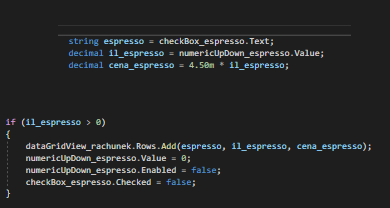 string espresso = checkBox_espresso.Text;
decimal il_espresso = numericUpDown_espresso.Value;
decimal cena_espresso = 4.50m * il_espresso;
if (il_espresso > 0)
{
dataGridView_rachunek.Rows.Add(espresso, il_espresso, cena_espresso);
numericUpDown_espresso.Value = 0;
numericUpDown_espresso.Enabled = false;
checkBox_espresso.Checked = false;
}